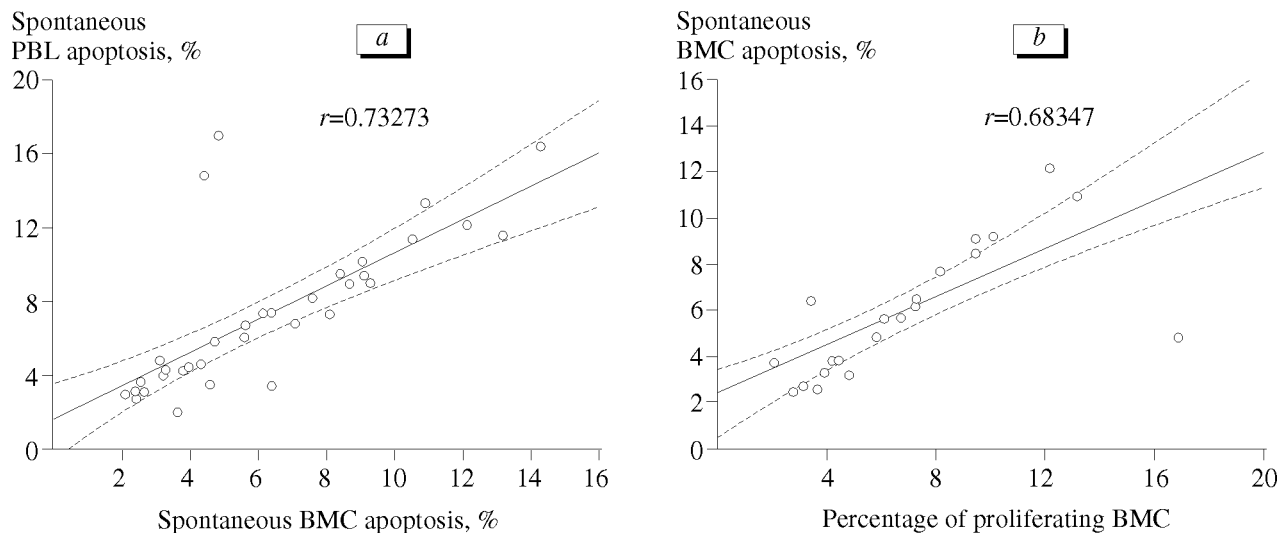 Spontaneous
PBL apoptosis, %
a
r=0.73273
20
16
12
8
4
0
2
4
6
8
10
12
14
16
Spontaneous BMC apoptosis, %
Spontaneous
BMC apoptosis, %
b
r=0.68347
16
14
12
10
8
6
4
2
0
4
8
12
16
20
Percentage of proliferating BMC